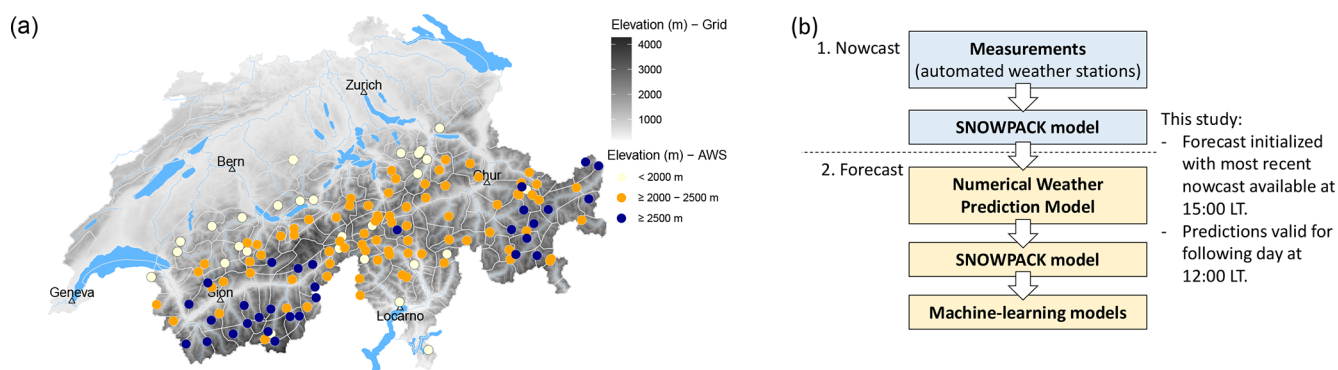 (a)
Elevation (m) − Grid
4000
3000
2000
1000
Elevation (m) − AWS
< 2000 m
≥ 2000 − 2500 m
≥ 2500 m
Zurich
Bern
Chur
Geneva
Sion
Locarno
(b)
1. Nowcast
Measurements
(automated weather stations)
SNOWPACK model
2. Forecast
Numerical Weather
Prediction Model
SNOWPACK model
Machine-learning models
This study:
- Forecast initialized
with most recent
nowcast available at
15:00 LT.
- Predictions valid for
following day at
12:00 LT.